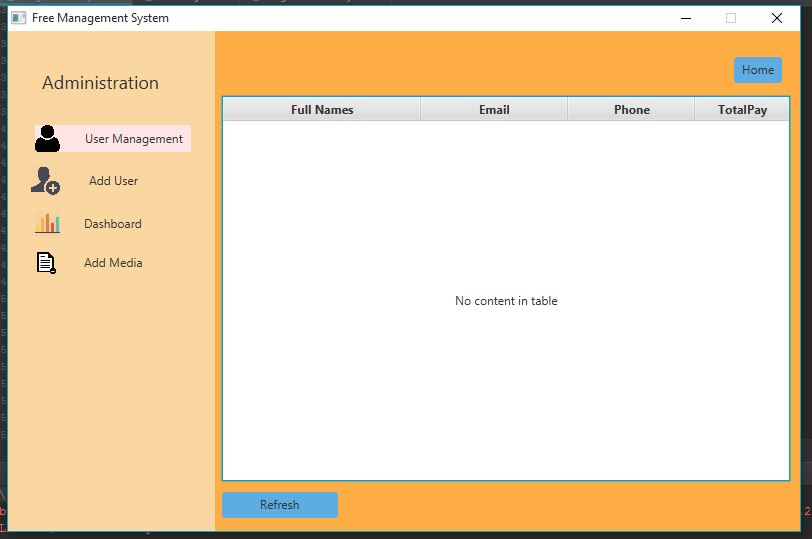 Free Management System
Administration
Home
Full Names Email Phone TotalPay
User Management
Add User
Dashboard
Add Media
No content in table
Refresh